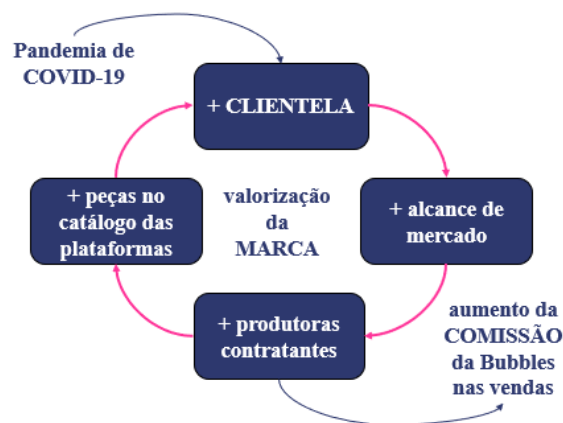 Pandemia de
COVID-19
+ CLIENTELA
+ peças no
catálogo das
plataformas
valorização
da
MARCA
+ alcance de
mercado
+ produtoras
contratantes
aumento da
COMISSÃO
da Bubbles
nas vendas